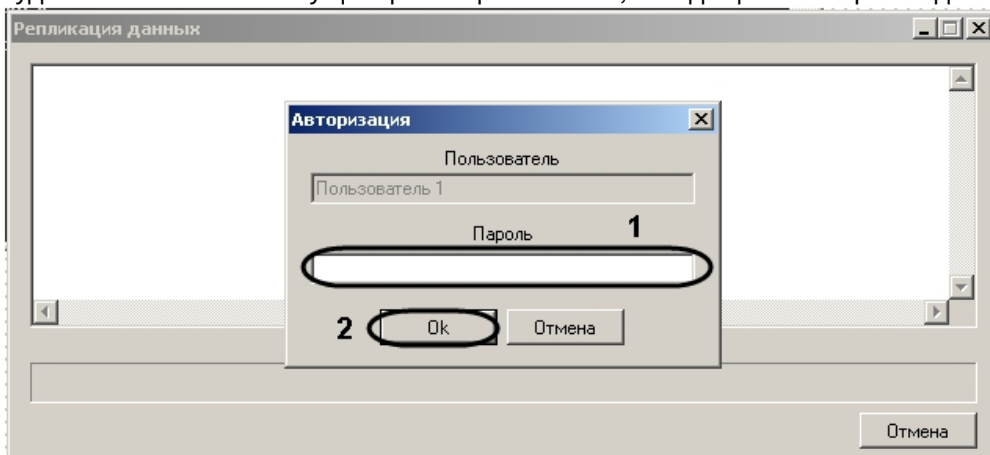 Репликация данных
Авторизация
Пользователь
Пользователь 1
Пароль
1
2
Ok
Отмена
Отмена